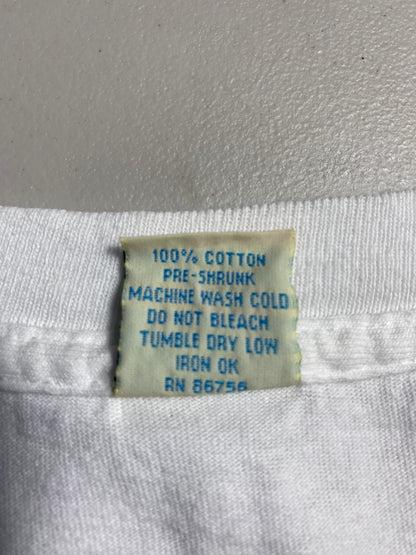 100% COTTON
PRE-SHRUNK
MACHINE WASH COLD
DO NOT BLEACH
TUMBLE DRY LOW
IRON OK
RN 86756